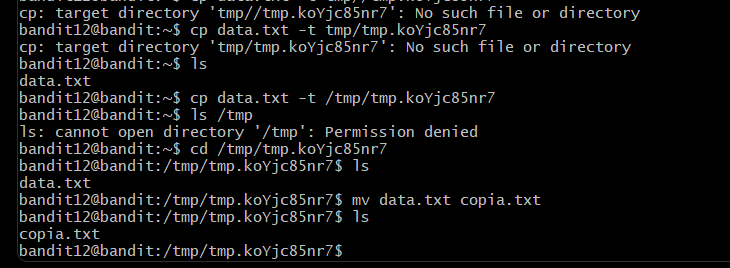 cp: target directory 'tmp//tmp.koYjc85nr7': No such file or directory
bandit12@bandit:~$ cp data.txt -t tmp/tmp.koYjc85nr7
cp: target directory 'tmp/tmp.koYjc85nr7': No such file or directory
bandit12@bandit:~$ ls
data.txt
bandit12@bandit:~$ cp data.txt -t /tmp/tmp.koYjc85nr7
bandit12@bandit:~$ ls /tmp
ls: cannot open directory '/tmp': Permission denied
bandit12@bandit:~$ cd /tmp/tmp.koYjc85nr7
bandit12@bandit:/tmp/tmp.koYjc85nr7$ ls
data.txt
bandit12@bandit:/tmp/tmp.koYjc85nr7$ mv data.txt copia.txt
bandit12@bandit:/tmp/tmp.koYjc85nr7$ ls
copia.txt
bandit12@bandit:/tmp/tmp.koYjc85nr7$